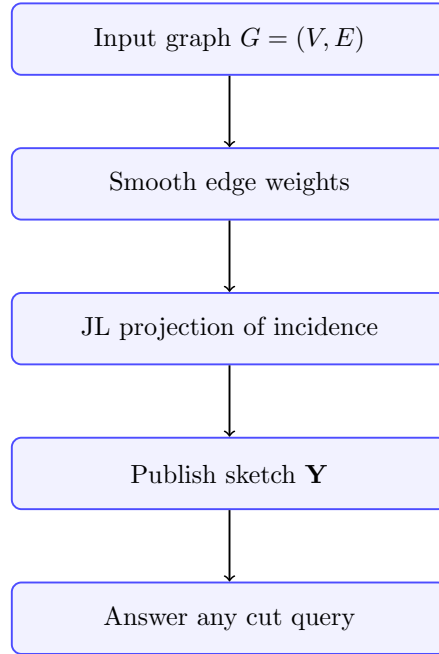 Input graph G = (V, E)
Smooth edge weights
JL projection of incidence
Publish sketch Y
Answer any cut query